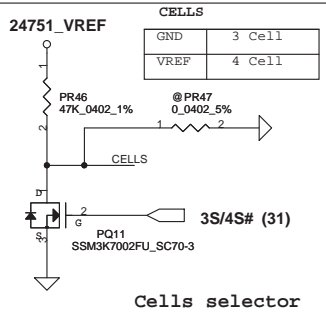 CELLS
24751_VREF
GND 3 Cell
VREF 4 Cell
1
PR46
47K_0402_1%
2
@PR47
0_0402_5%
1 2
CELLS
D
2
G
S
3
PQ11
SSM3K7002FU_SC70-3
3S/4S# (31)
Cells selector